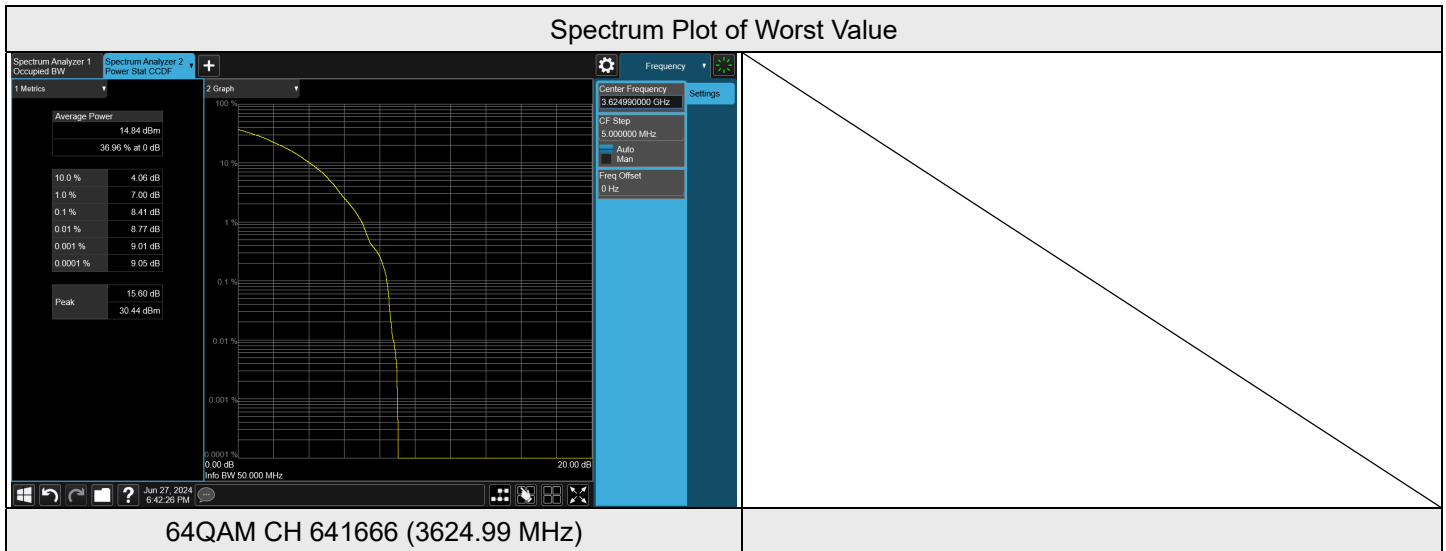 Spectrum Plot of Worst Value
Spectrum Analyzer 1
Occupied BW
Spectrum Analyzer 2
Power Stat CCDF
+
Frequency
1 Metrics
2 Graph
Center Frequency
3.624990000 GHz
Settings
CF Step
5.000000 MHz
Auto
Man
Freq Offset
0 Hz
Average Power
14.84 dBm
36.96 % at 0 dB
10.0 % 4.06 dB
1.0 % 7.00 dB
0.1 % 8.41 dB
0.01 % 8.77 dB
0.001 % 9.01 dB
0.0001 % 9.05 dB
Peak
15.60 dB
30.44 dBm
100 %
10 %
1 %
0.1 %
0.01 %
0.001 %
0.0001 %
0.00 dB 20.00 dB
Info BW 50.000 MHz
?
Jun 27, 2024
6:42:26 PM
64QAM CH 641666 (3624.99 MHz)